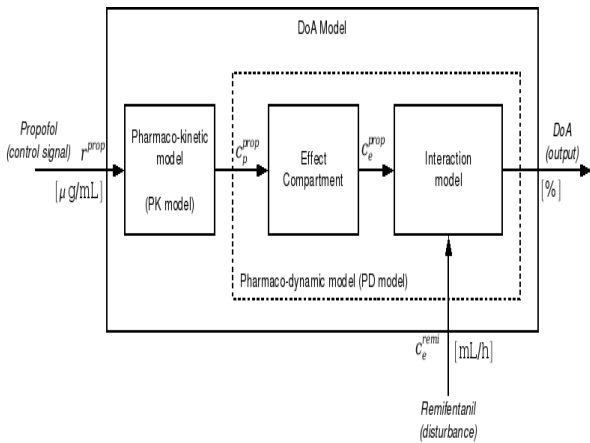 DoA Model
Propofol
(control signal)
r^prop
[μ g/mL]
Pharmaco-kinetic
model
(PK model)
C_p^prop
Effect
Compartment
C_e^prop
Interaction
model
DoA
(output)
[%]
Pharmaco-dynamic model (PD model)
C_e^remi
[mL/h]
Remifentanil
(disturbance)